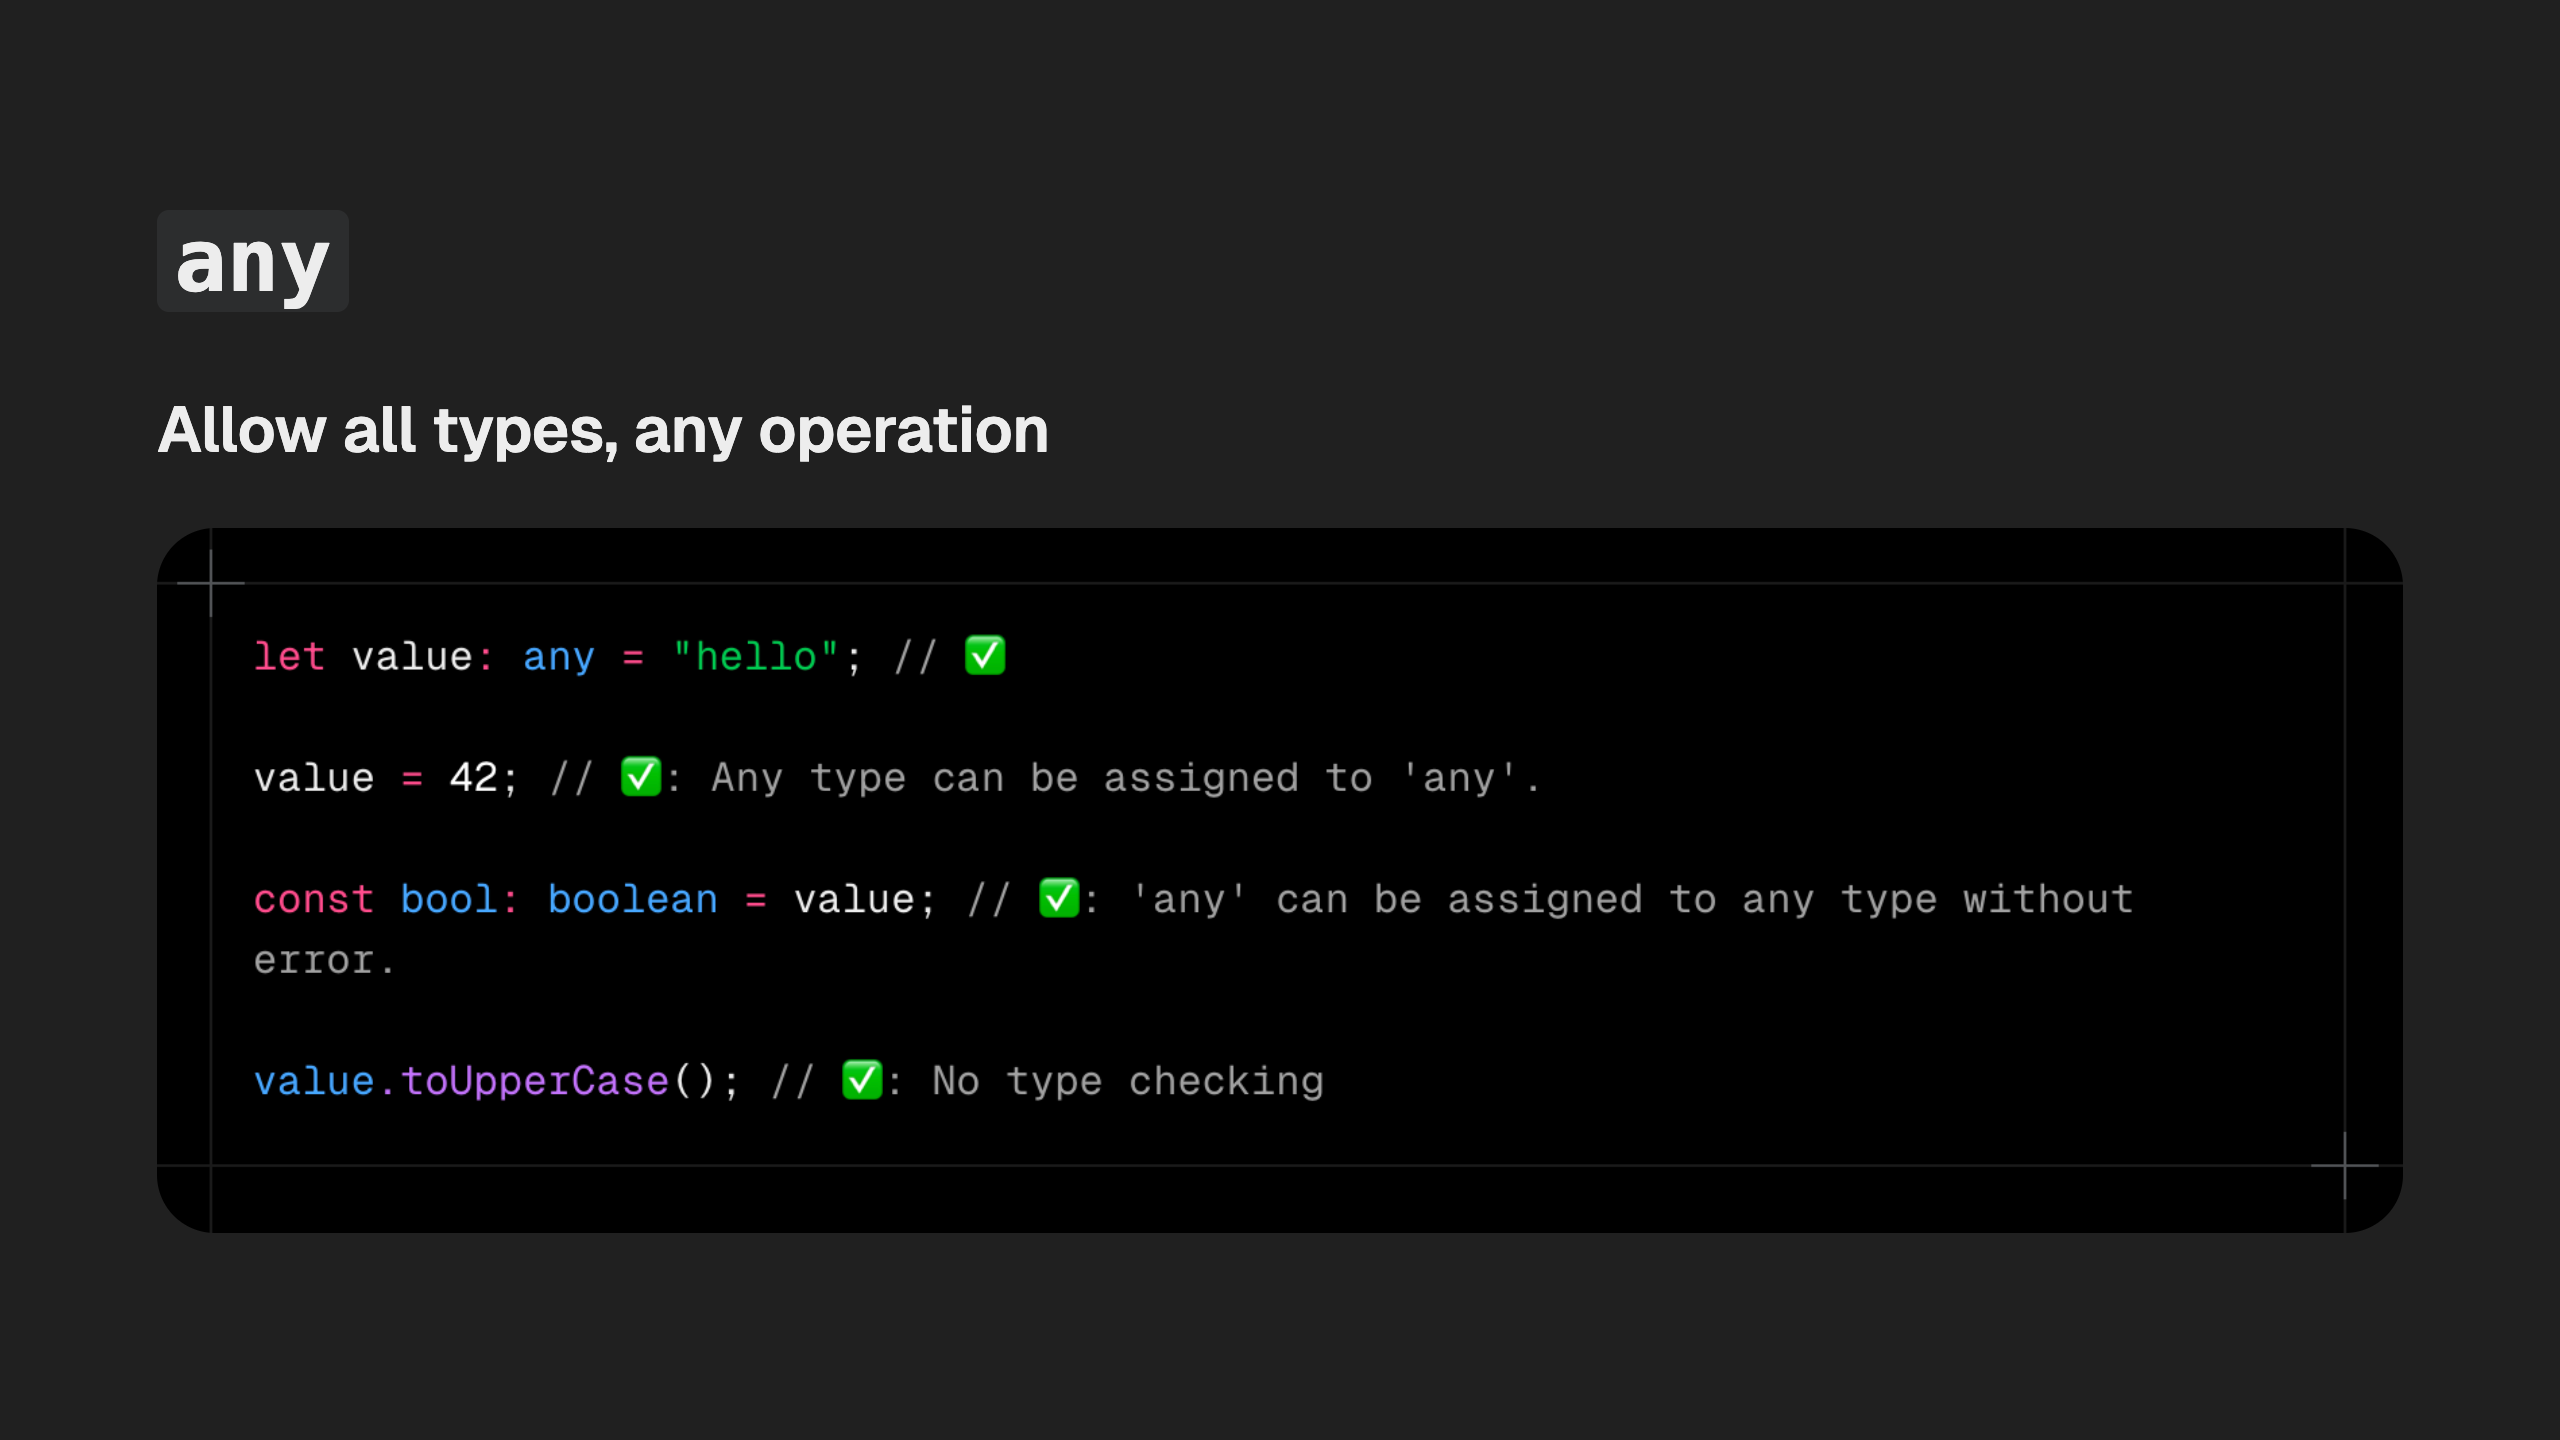 any
Allow all types, any operation
let value: any = "hello"; // ✅
value = 42; // ✅: Any type can be assigned to 'any'.
const bool: boolean = value; // ✅: 'any' can be assigned to any type without
error.
value.toUpperCase(); // ✅: No type checking